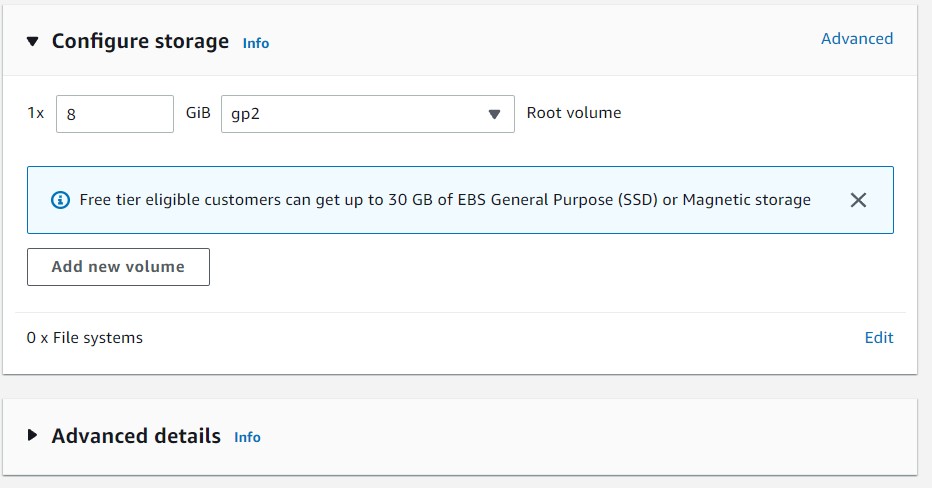 Configure storage Info Advanced
1x 8 GiB gp2 Root volume
Free tier eligible customers can get up to 30 GB of EBS General Purpose (SSD) or Magnetic storage
Add new volume
0 x File systems Edit
Advanced details Info